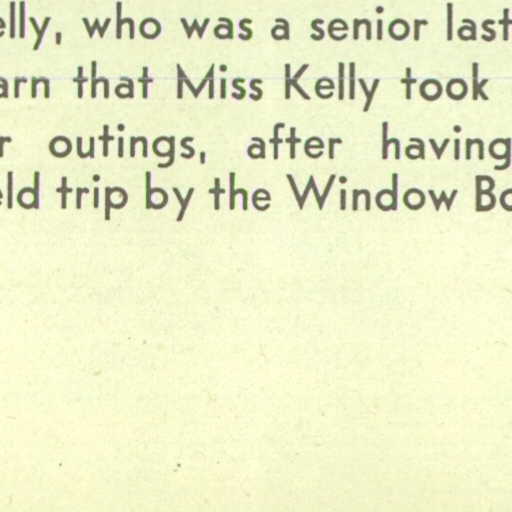 elly, who was a senior last
arn that Miss Kelly took
r outings, after having
eld trip by the Window Bo